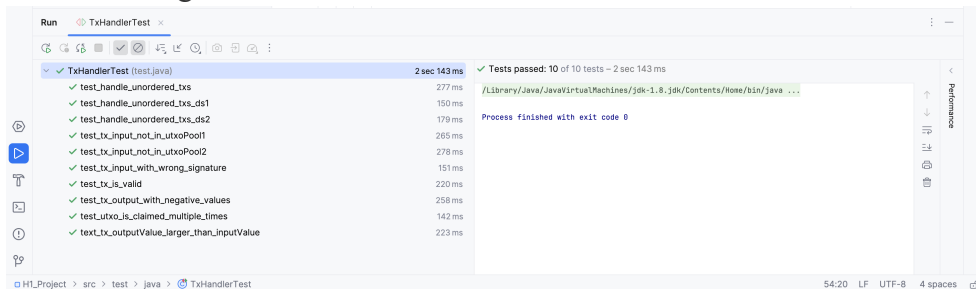 Run TxHandlerTest ×
TxHandlerTest (test.java) 2 sec 143 ms
test_handle_unordered_txs 277 ms
test_handle_unordered_txs_ds1 150 ms
test_handle_unordered_txs_ds2 179 ms
test_tx_input_not_in_utxoPool1 265 ms
test_tx_input_not_in_utxoPool2 278 ms
test_tx_input_with_wrong_signature 151 ms
test_tx_is_valid 220 ms
test_tx_output_with_negative_values 258 ms
test_utxo_is_claimed_multiple_times 142 ms
text_tx_outputValue_larger_than_inputValue 223 ms
Tests passed: 10 of 10 tests – 2 sec 143 ms
/Library/Java/JavaVirtualMachines/jdk-1.8.jdk/Contents/Home/bin/java ...
Process finished with exit code 0
Performance
H1_Project > src > test > java > TxHandlerTest 54:20 LF UTF-8 4 spaces